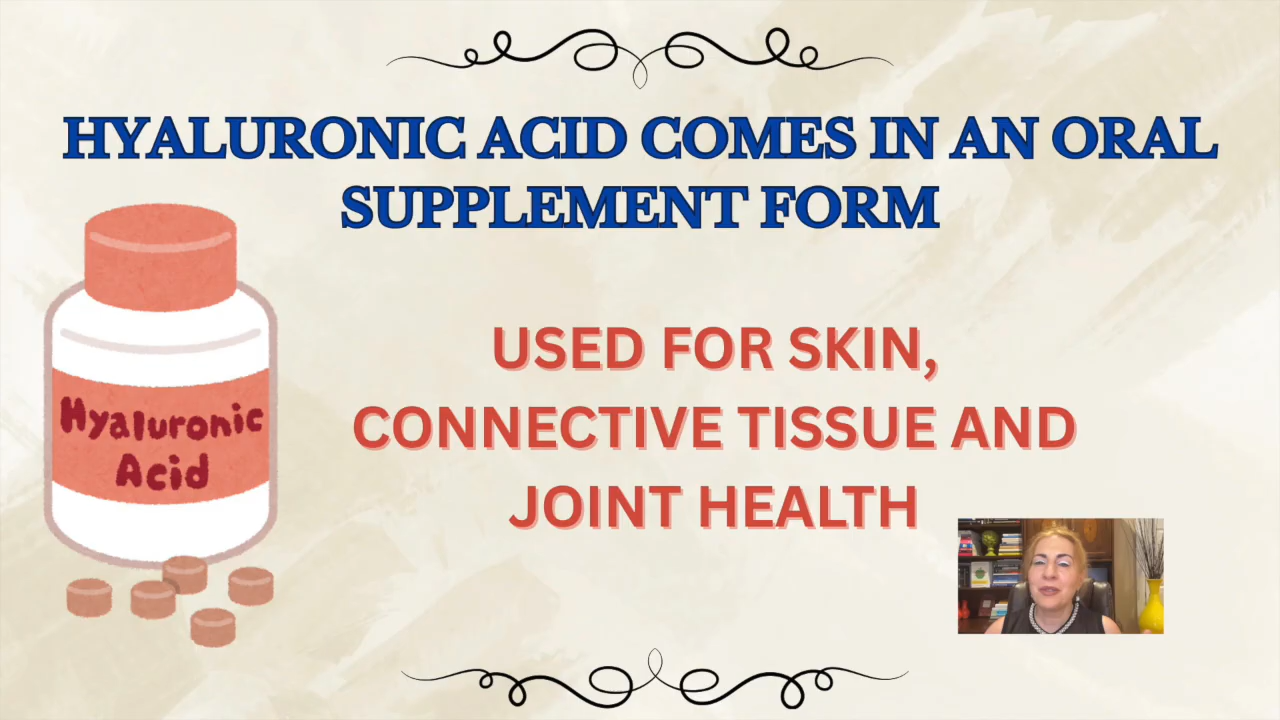 HYALURONIC ACID COMES IN AN ORAL
SUPPLEMENT FORM
USED FOR SKIN,
CONNECTIVE TISSUE AND
JOINT HEALTH
Hyaluronic
Acid